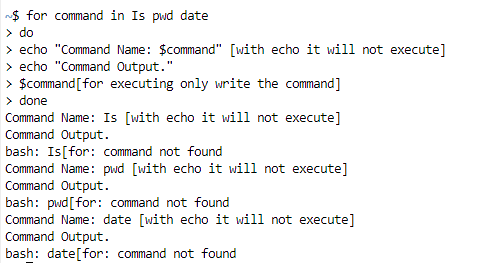 ~$ for command in Is pwd date
> do
> echo "Command Name: $command" [with echo it will not execute]
> echo "Command Output."
> $command[for executing only write the command]
> done
Command Name: Is [with echo it will not execute]
Command Output.
bash: Is[for: command not found
Command Name: pwd [with echo it will not execute]
Command Output.
bash: pwd[for: command not found
Command Name: date [with echo it will not execute]
Command Output.
bash: date[for: command not found